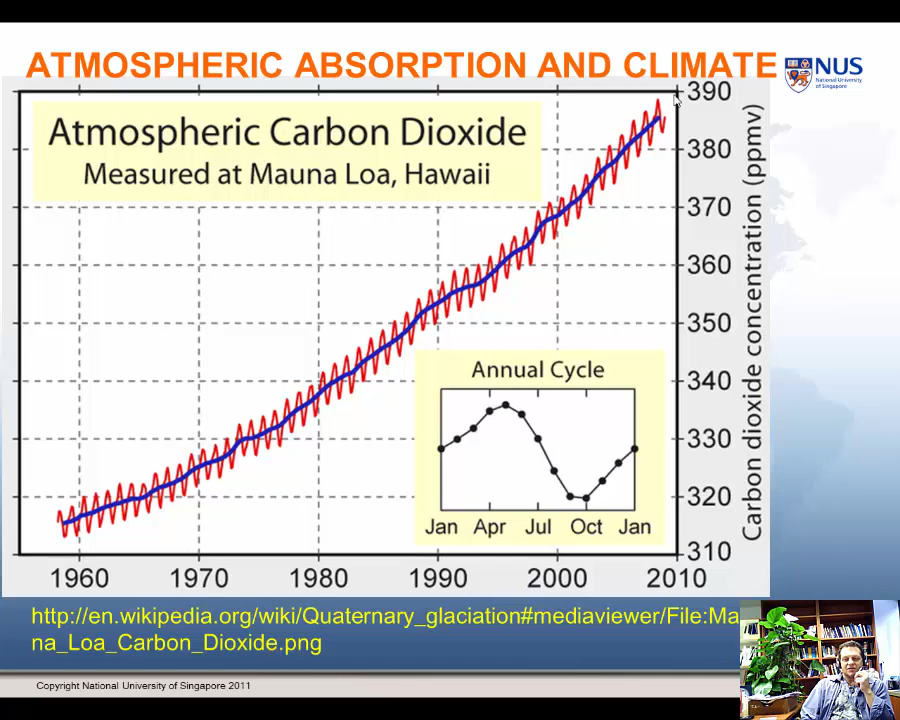 ATMOSPHERIC ABSORPTION AND CLIMATE
NUS
National University
of Singapore
Atmospheric Carbon Dioxide
Measured at Mauna Loa, Hawaii
390
380
370
360
350
340
330
320
310
Carbon dioxide concentration (ppmv)
Annual Cycle
Jan Apr Jul Oct Jan
1960 1970 1980 1990 2000 2010
http://en.wikipedia.org/wiki/Quaternary_glaciation#mediaviewer/File:Ma
na_Loa_Carbon_Dioxide.png
Copyright National University of Singapore 2011